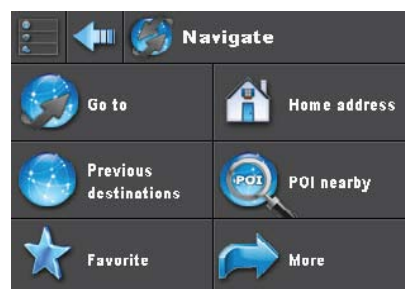 Navigate
Go to
Home address
Previous
destinations
POI
POI nearby
Favorite
More